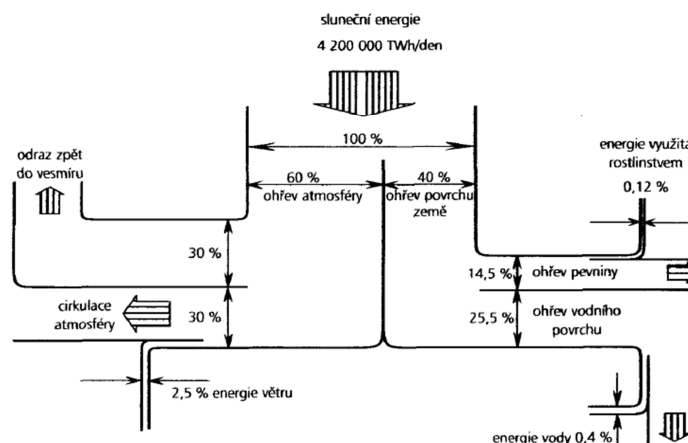 sluneční energie
4 200 000 TWh/den
100 %
odraz zpět
do vesmíru
60 %
ohřev atmosféry
40 %
ohřev povrchu
země
energie využita
rostlinstvem
0,12 %
30 %
14,5 %
ohřev pevniny
cirkulace
atmosféry
30 %
25,5 %
ohřev vodního
povrchu
2,5 % energie větru
energie vody 0,4 %